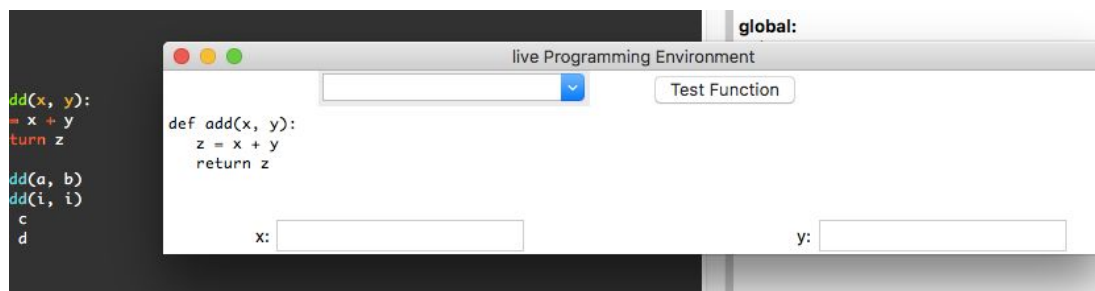 global:
live Programming Environment
Test Function
dd(x, y):
= x + y
turn z
dd(a, b)
dd(i, i)
c
d
def add(x, y):
z = x + y
return z
x:
y: